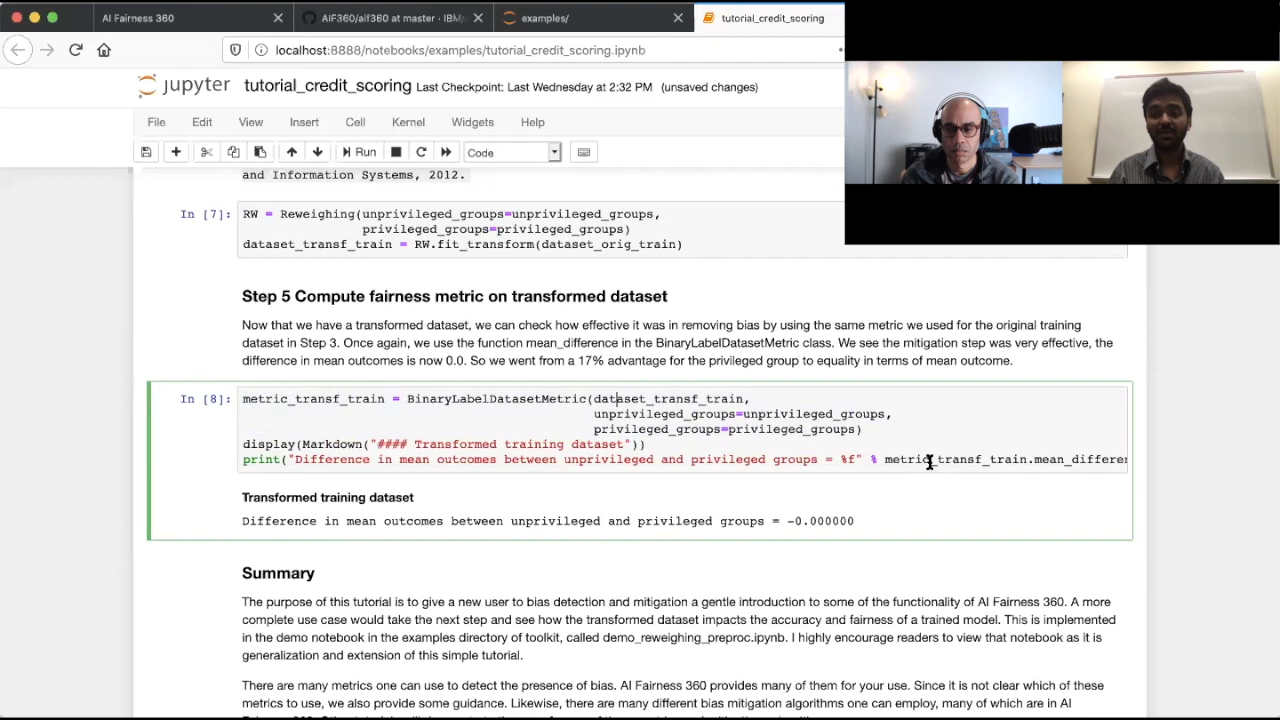 AI Fairness 360
AIF360/aif360 at master · IBM/
examples/
tutorial_credit_scoring
localhost:8888/notebooks/examples/tutorial_credit_scoring.ipynb
jupyter tutorial_credit_scoring Last Checkpoint: Last Wednesday at 2:32 PM (unsaved changes)
File Edit View Insert Cell Kernel Widgets Help
Run Code
and Information Systems, 2012.
In [7]: RW = Reweighing(unprivileged_groups=unprivileged_groups,
privileged_groups=privileged_groups)
dataset_transf_train = RW.fit_transform(dataset_orig_train)
Step 5 Compute fairness metric on transformed dataset
Now that we have a transformed dataset, we can check how effective it was in removing bias by using the same metric we used for the original training
dataset in Step 3. Once again, we use the function mean_difference in the BinaryLabelDatasetMetric class. We see the mitigation step was very effective, the
difference in mean outcomes is now 0.0. So we went from a 17% advantage for the privileged group to equality in terms of mean outcome.
In [8]: metric_transf_train = BinaryLabelDatasetMetric(dataset_transf_train,
unprivileged_groups=unprivileged_groups,
privileged_groups=privileged_groups)
display(Markdown("#### Transformed training dataset"))
print("Difference in mean outcomes between unprivileged and privileged groups = %f" % metric_transf_train.mean_differen
Transformed training dataset
Difference in mean outcomes between unprivileged and privileged groups = -0.000000
Summary
The purpose of this tutorial is to give a new user to bias detection and mitigation a gentle introduction to some of the functionality of AI Fairness 360. A more
complete use case would take the next step and see how the transformed dataset impacts the accuracy and fairness of a trained model. This is implemented
in the demo notebook in the examples directory of toolkit, called demo_reweighing_preproc.ipynb. I highly encourage readers to view that notebook as it is
generalization and extension of this simple tutorial.
There are many metrics one can use to detect the presence of bias. AI Fairness 360 provides many of them for your use. Since it is not clear which of these
metrics to use, we also provide some guidance. Likewise, there are many different bias mitigation algorithms one can employ, many of which are in AI